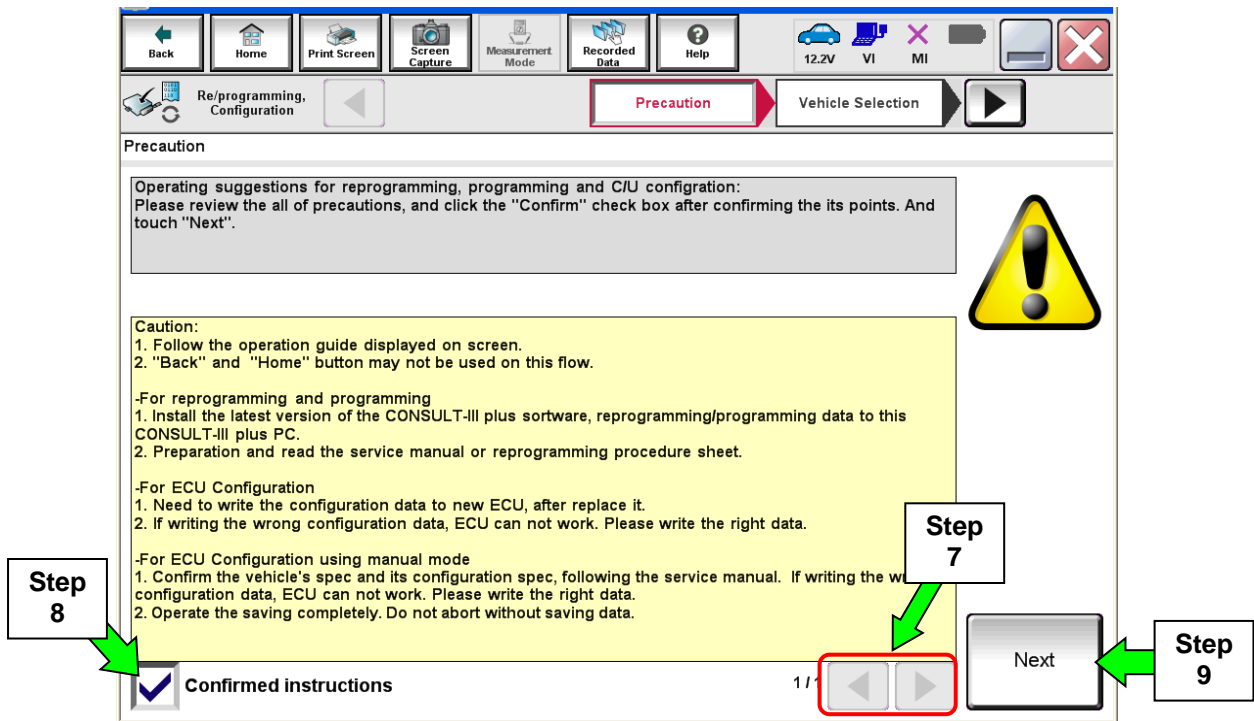 Back
Home
Print Screen
Screen
Capture
Measurement
Mode
Recorded
Data
Help
12.2V
VI
MI
Re/programming,
Configuration
Precaution
Vehicle Selection
Precaution
Operating suggestions for reprogramming, programming and C/U configration:
Please review the all of precautions, and click the "Confirm" check box after confirming the its points. And
touch "Next".
Caution:
1. Follow the operation guide displayed on screen.
2. "Back" and "Home" button may not be used on this flow.
-For reprogramming and programming
1. Install the latest version of the CONSULT-III plus sortware, reprogramming/programming data to this
CONSULT-III plus PC.
2. Preparation and read the service manual or reprogramming procedure sheet.
-For ECU Configuration
1. Need to write the configuration data to new ECU, after replace it.
2. If writing the wrong configuration data, ECU can not work. Please write the right data.
-For ECU Configuration using manual mode
1. Confirm the vehicle's spec and its configuration spec, following the service manual. If writing the
configuration data, ECU can not work. Please write the right data.
2. Operate the saving completely. Do not abort without saving data.
Step
7
Step
8
Confirmed instructions
1/1
Next
Step
9